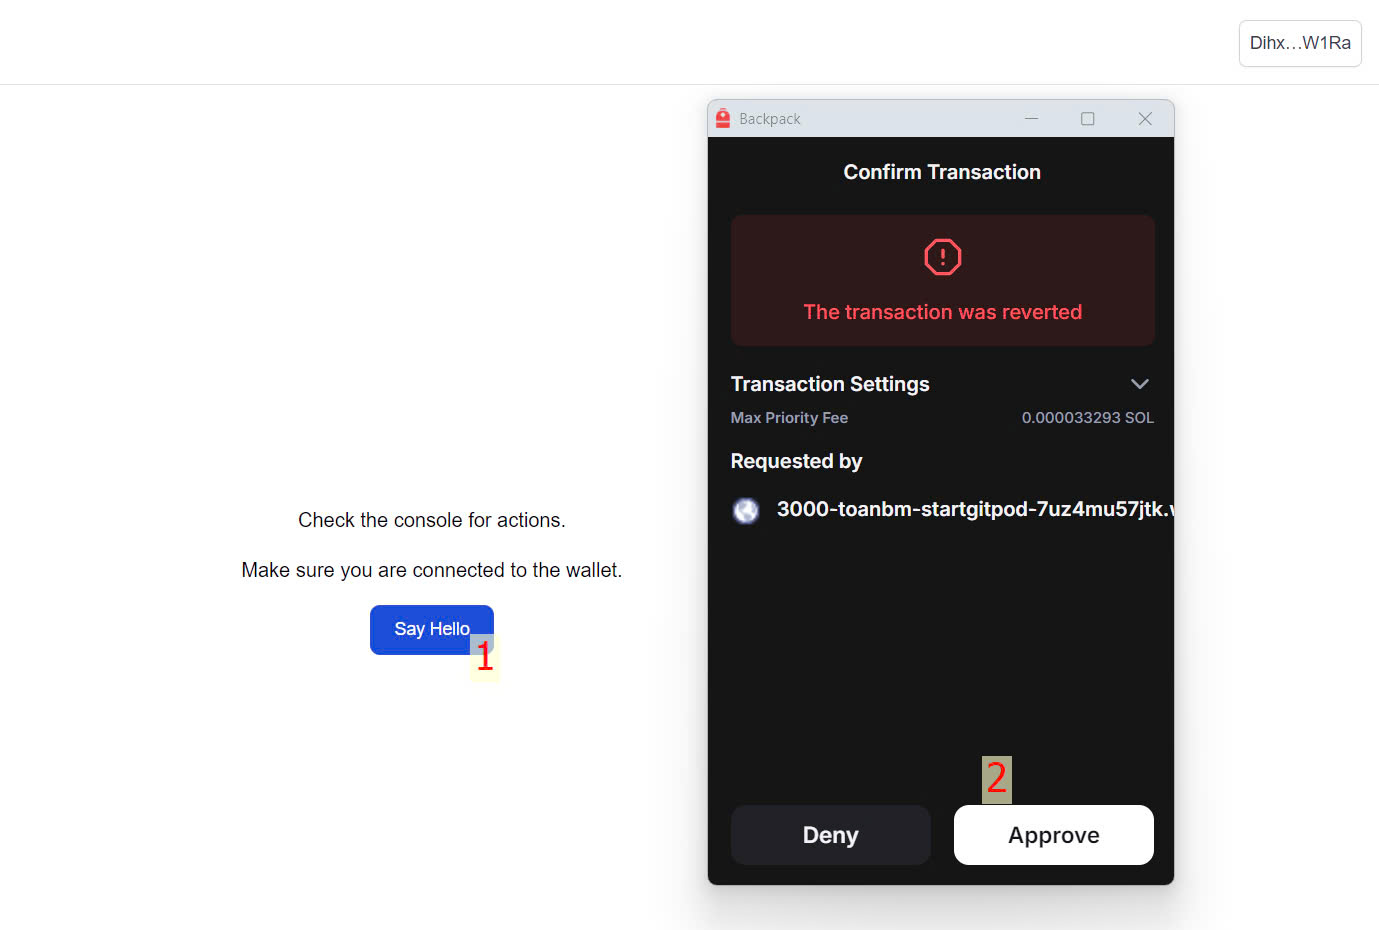 Dihx...W1Ra
Check the console for actions.
Make sure you are connected to the wallet.
Say Hello
1
Backpack
Confirm Transaction
The transaction was reverted
Transaction Settings
Max Priority Fee 0.000033293 SOL
Requested by
3000-toanbm-startgitpod-7uz4mu57jtk.
2
Deny Approve